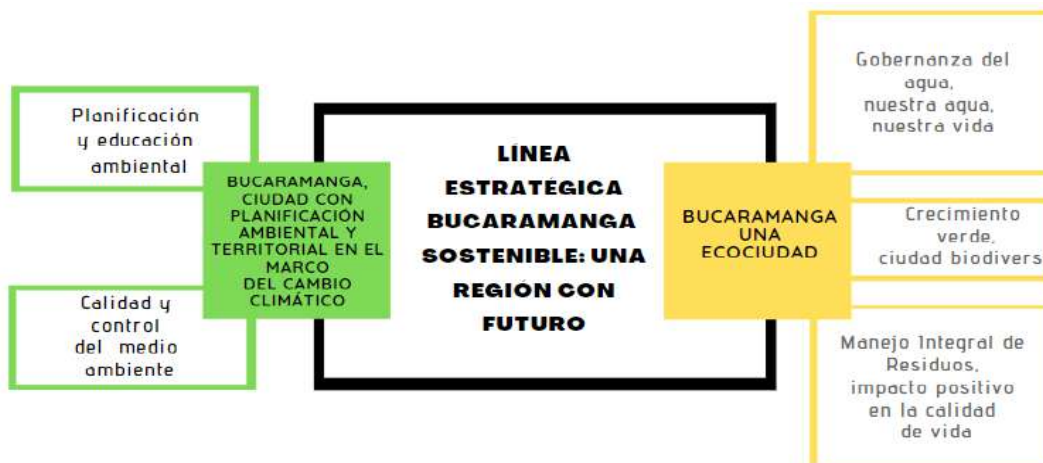 Planificación
y educación
ambiental
Calidad y
control
del medio
ambiente
BUCARAMANGA,
CIUDAD CON
PLANIFICACIÓN
AMBIENTAL Y
TERRITORIAL EN EL
MARCO
DEL CAMBIO
CLIMÁTICO
LÍNEA
ESTRATÉGICA
BUCARAMANGA
SOSTENIBLE: UNA
REGIÓN CON
FUTURO
BUCARAMANGA
UNA
ECOCIUDAD
Gobernanza del
agua,
nuestra agua,
nuestra vida
Crecimiento
verde,
ciudad biodivers
Manejo Integral de
Residuos,
impacto positivo
en la calidad
de vida